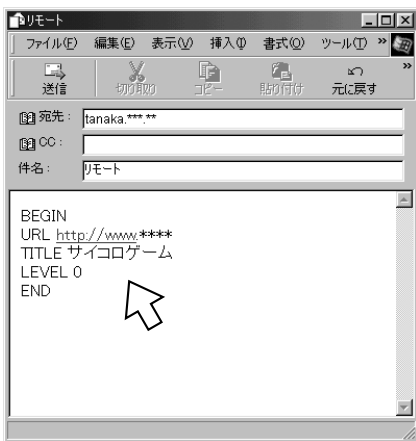 リモート
ファイル(F) 編集(E) 表示(V) 挿入(I) 書式(O) ツール(T) »
送信 切り取り コピー 貼り付け 元に戻す »
宛先： tanaka.***.**
CC：
件名： リモート
BEGIN
URL http://www.****
TITLE サイコロゲーム
LEVEL 0
END